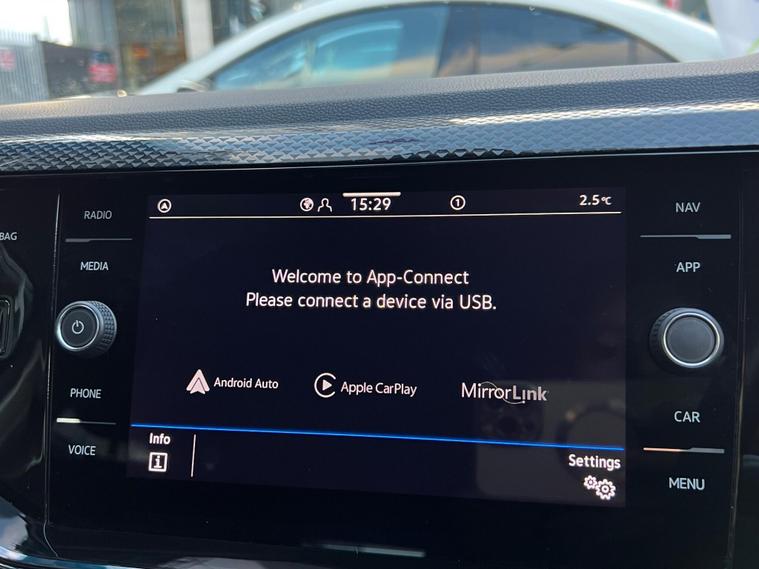 15:29
1
2.5°C
RADIO
NAV
BAG
MEDIA
APP
Welcome to App-Connect
Please connect a device via USB.
Android Auto
Apple CarPlay
MirrorLink
PHONE
CAR
VOICE
Info
Settings
MENU